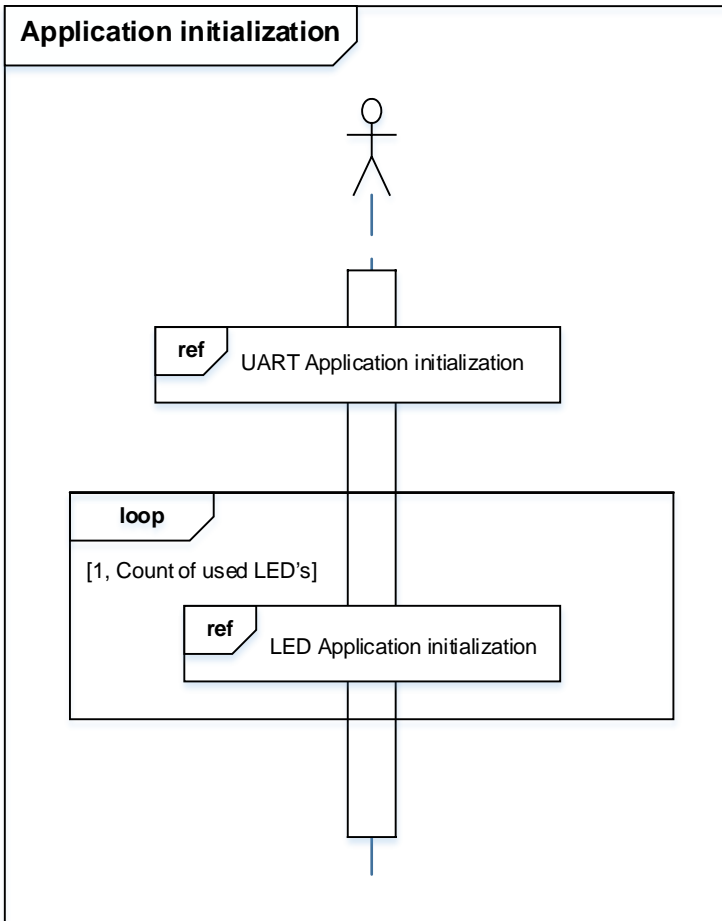 Application initialization
ref
UART Application initialization
loop
[1, Count of used LED's]
ref
LED Application initialization